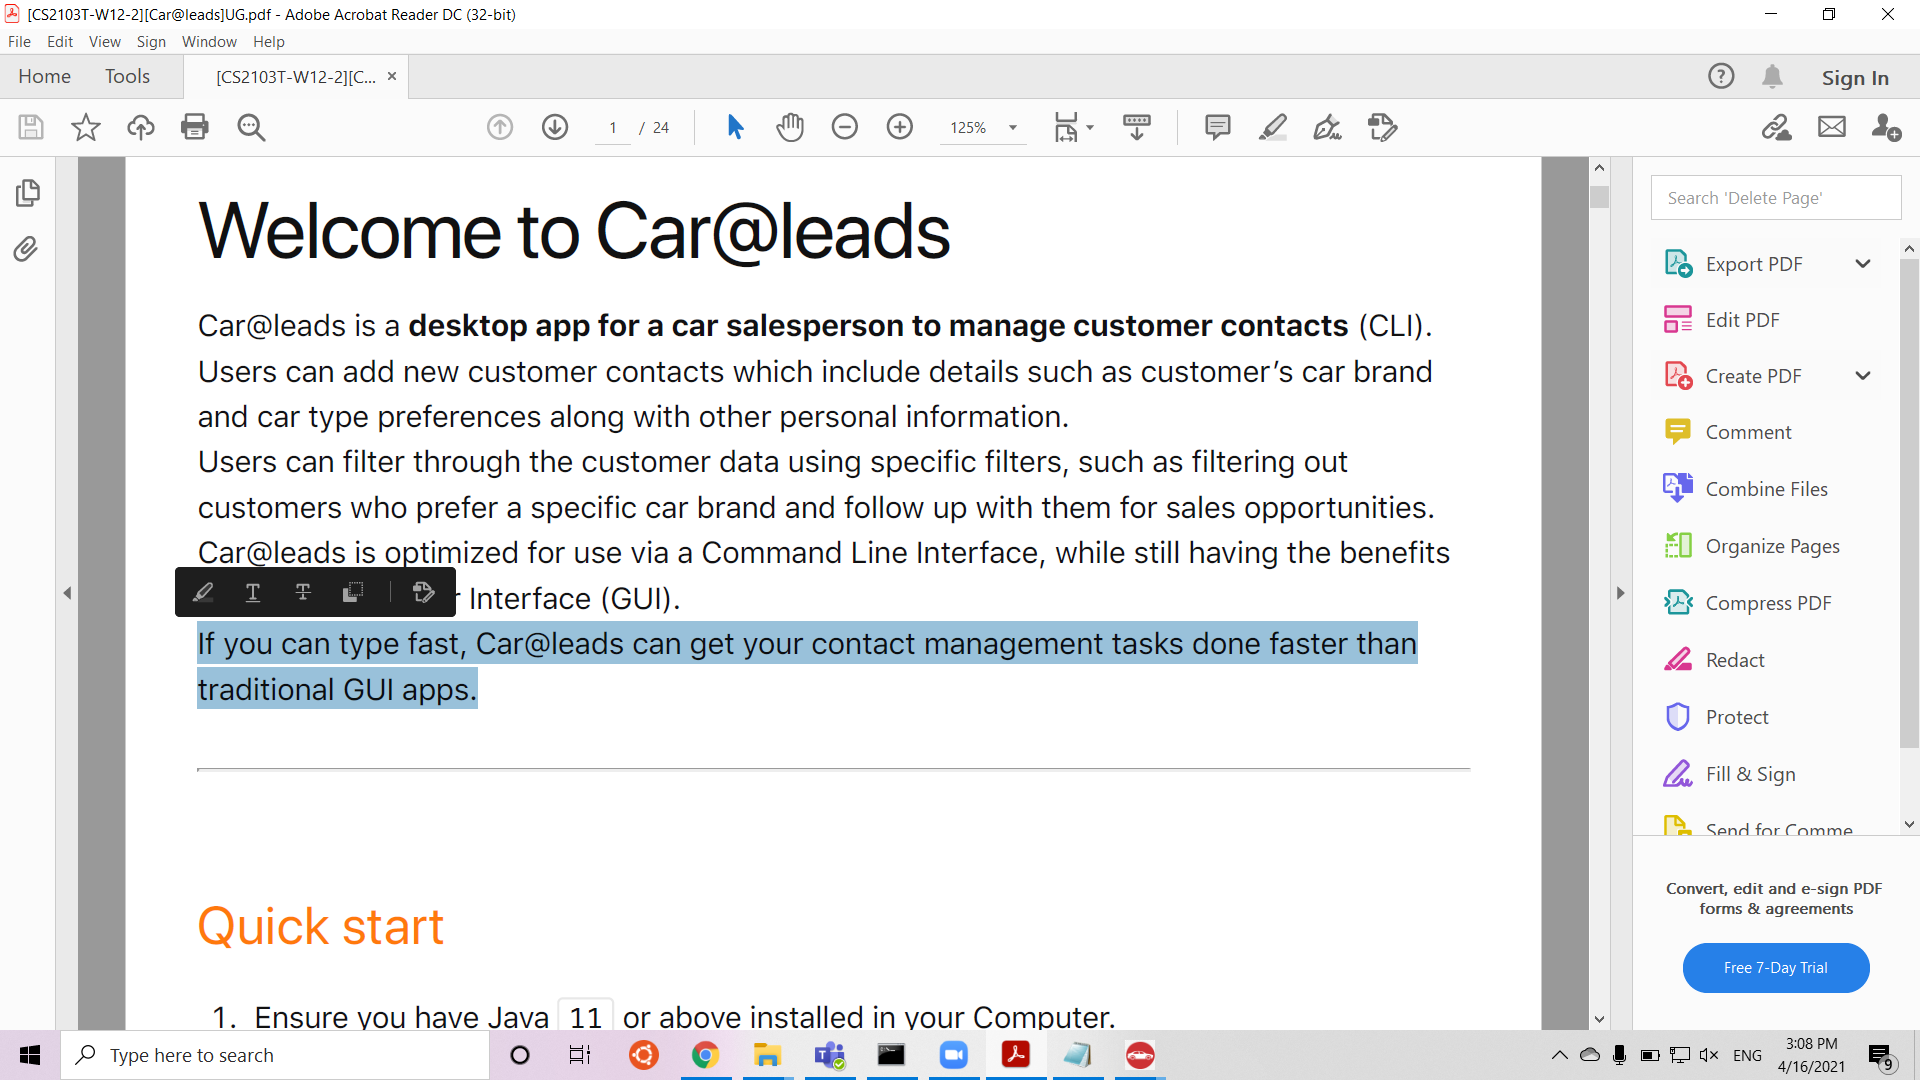 [CS2103T-W12-2][Car@leads]UG.pdf - Adobe Acrobat Reader DC (32-bit)
File Edit View Sign Window Help
Home Tools [CS2103T-W12-2][C... × Sign In
1 / 24 125%
Search 'Delete Page'
Export PDF
Edit PDF
Create PDF
Comment
Combine Files
Organize Pages
Compress PDF
Redact
Protect
Fill & Sign
Send for Comme
Convert, edit and e-sign PDF
forms & agreements
Free 7-Day Trial
Welcome to Car@leads
Car@leads is a desktop app for a car salesperson to manage customer contacts (CLI).
Users can add new customer contacts which include details such as customer’s car brand
and car type preferences along with other personal information.
Users can filter through the customer data using specific filters, such as filtering out
customers who prefer a specific car brand and follow up with them for sales opportunities.
Car@leads is optimized for use via a Command Line Interface, while still having the benefits
r Interface (GUI).
If you can type fast, Car@leads can get your contact management tasks done faster than
traditional GUI apps.
Quick start
1. Ensure you have Java 11 or above installed in your Computer.
Type here to search
ENG
3:08 PM
4/16/2021
9